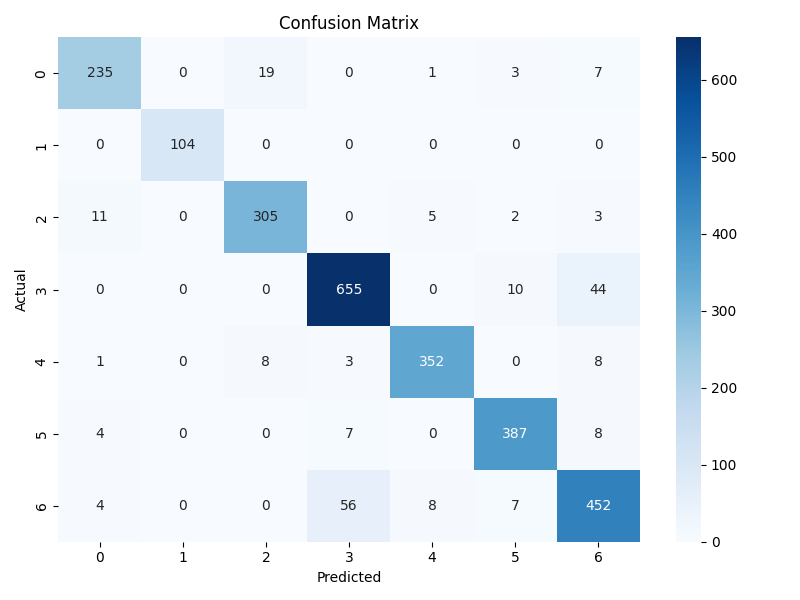 Confusion Matrix
0 235 0 19 0 1 3 7
1 0 104 0 0 0 0 0
2 11 0 305 0 5 2 3
3 0 0 0 655 0 10 44
4 1 0 8 3 352 0 8
5 4 0 0 7 0 387 8
6 4 0 0 56 8 7 452
0 1 2 3 4 5 6
Actual
Predicted
600
500
400
300
200
100
0